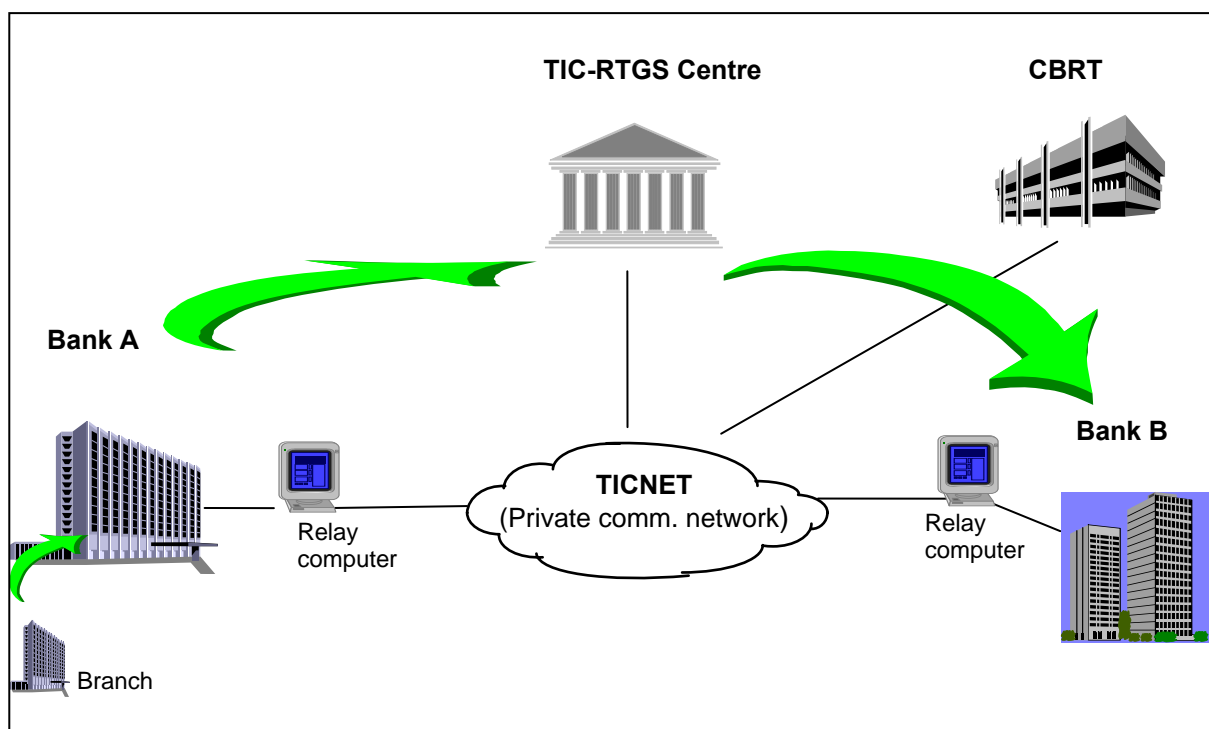 TIC-RTGS Centre
CBRT
Bank A
Bank B
TICNET
(Private comm. network)
Relay
computer
Relay
computer
Branch